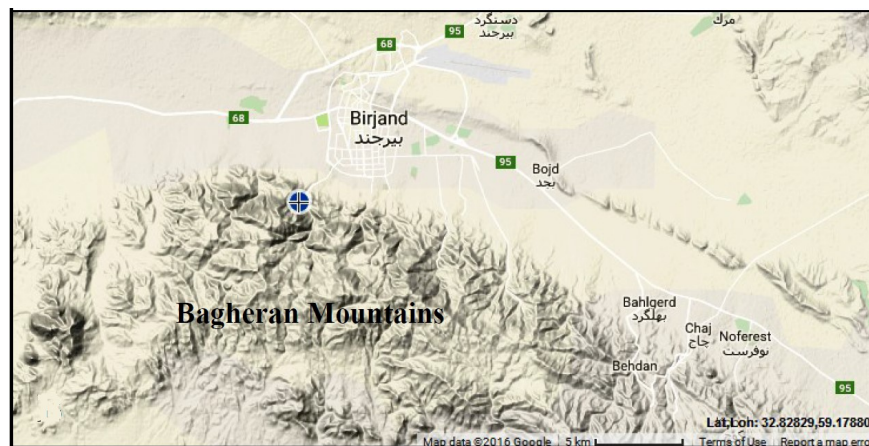 دستگرد
بیرجند
مرک
95
68
68
Birjand
بیرجند
95
Bojd
بجد
Bagheran Mountains
Bahlgerd
بهلگرد
Chaj
چاج
Noferest
نوفرست
Behdan
95
Lat,Lon: 32.82829,59.17880
Map data ©2016 Google
5 km
Terms of Use
Report a map erro